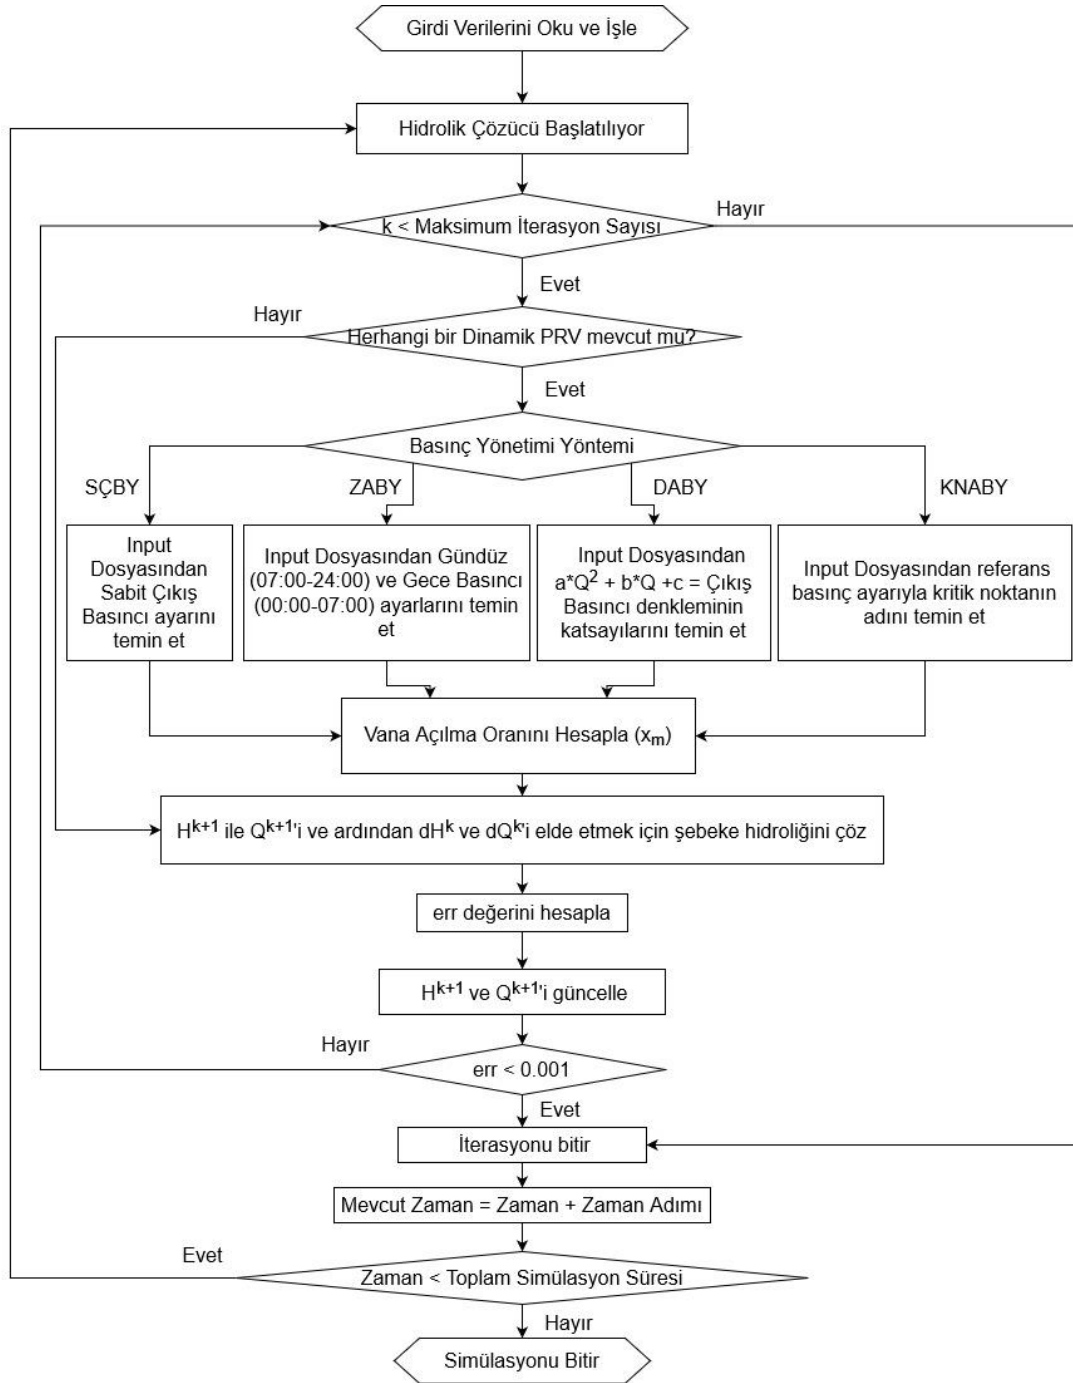 Girdi Verilerini Oku ve İşle
Hidrolik Çözücü Başlatılıyor
k < Maksimum İterasyon Sayısı
Hayır
Evet
Hayır
Herhangi bir Dinamik PRV mevcut mu?
Evet
Basınç Yönetimi Yöntemi
SÇBY
ZABY
DABY
KNABY
Input
Dosyasından
Sabit Çıkış
Basıncı ayarını
temin et
Input Dosyasından Gündüz
(07:00-24:00) ve Gece Basıncı
(00:00-07:00) ayarlarını temin
et
Input Dosyasından
a*Q² + b*Q +c = Çıkış
Basıncı denkleminin
katsayılarını temin et
Input Dosyasından referans
basınç ayarıyla kritik noktanın
adını temin et
Vana Açılma Oranını Hesapla (xₘ)
Hᵏ⁺¹ ile Qᵏ⁺¹'i ve ardından dHᵏ ve dQᵏ'i elde etmek için şebeke hidroliğini çöz
err değerini hesapla
Hᵏ⁺¹ ve Qᵏ⁺¹'i güncelle
Hayır
err < 0.001
Evet
İterasyonu bitir
Mevcut Zaman = Zaman + Zaman Adımı
Evet
Zaman < Toplam Simülasyon Süresi
Hayır
Simülasyonu Bitir